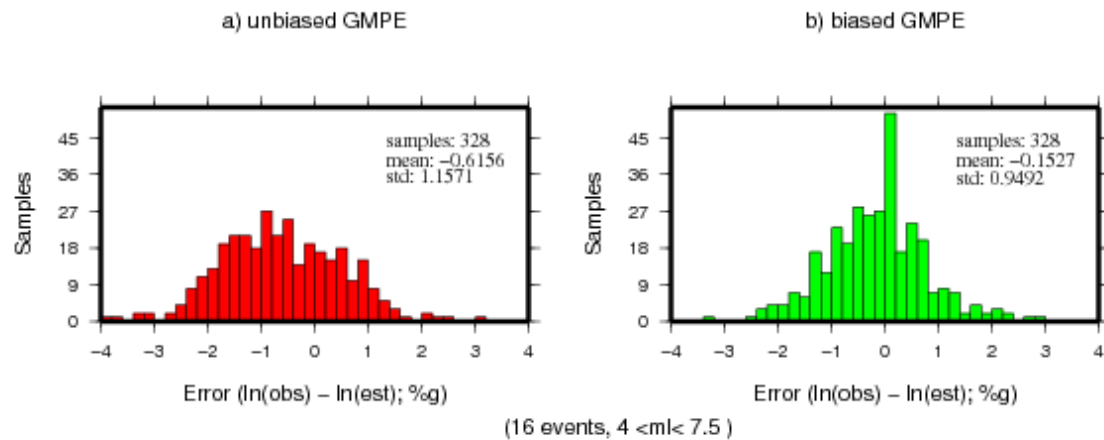 a) unbiased GMPE
b) biased GMPE
Samples
45
36
27
18
9
0
samples: 328
mean: −0.6156
std: 1.1571
−4 −3 −2 −1 0 1 2 3 4
Error (ln(obs) − ln(est); %g)
Samples
45
36
27
18
9
0
samples: 328
mean: −0.1527
std: 0.9492
−4 −3 −2 −1 0 1 2 3 4
Error (ln(obs) − ln(est); %g)
(16 events, 4 <ml< 7.5 )